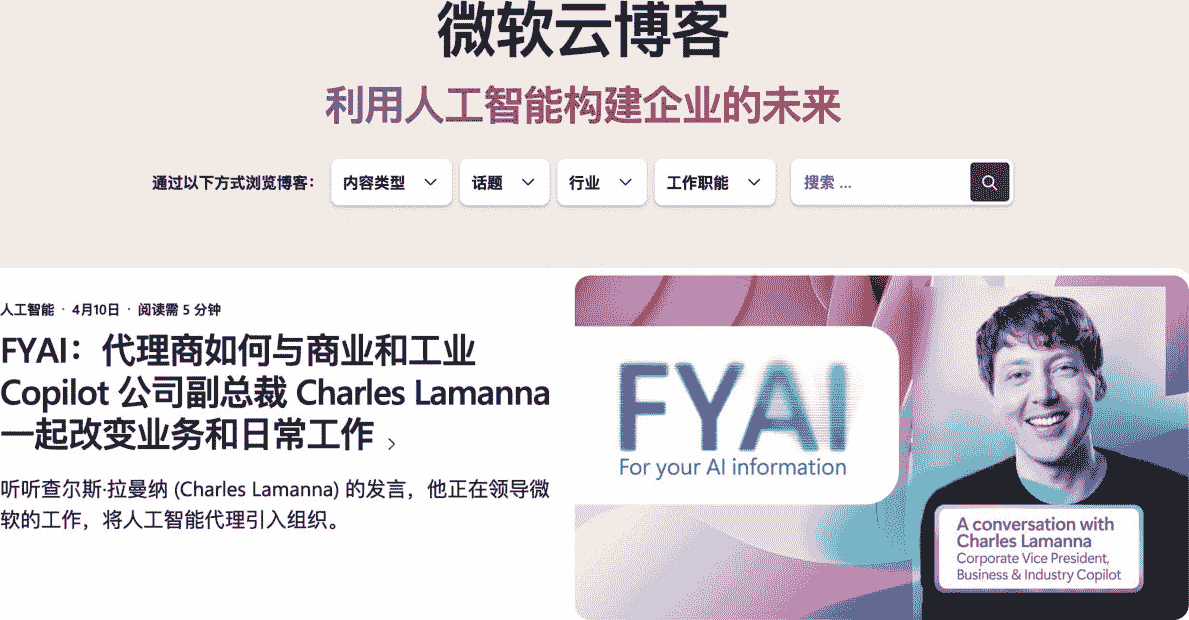 微软云博客
利用人工智能构建企业的未来
通过以下方式浏览博客：
内容类型
话题
行业
工作职能
搜索 ...
人工智能 · 4月10日 · 阅读需 5 分钟
FYAI：代理商如何与商业和工业
Copilot 公司副总裁 Charles Lamanna
一起改变业务和日常工作
听听查尔斯·拉曼纳 (Charles Lamanna) 的发言，他正在领导微
软的工作，将人工智能代理引入组织。
FYAI
For your AI information
A conversation with
Charles Lamanna
Corporate Vice President,
Business & Industry Copilot